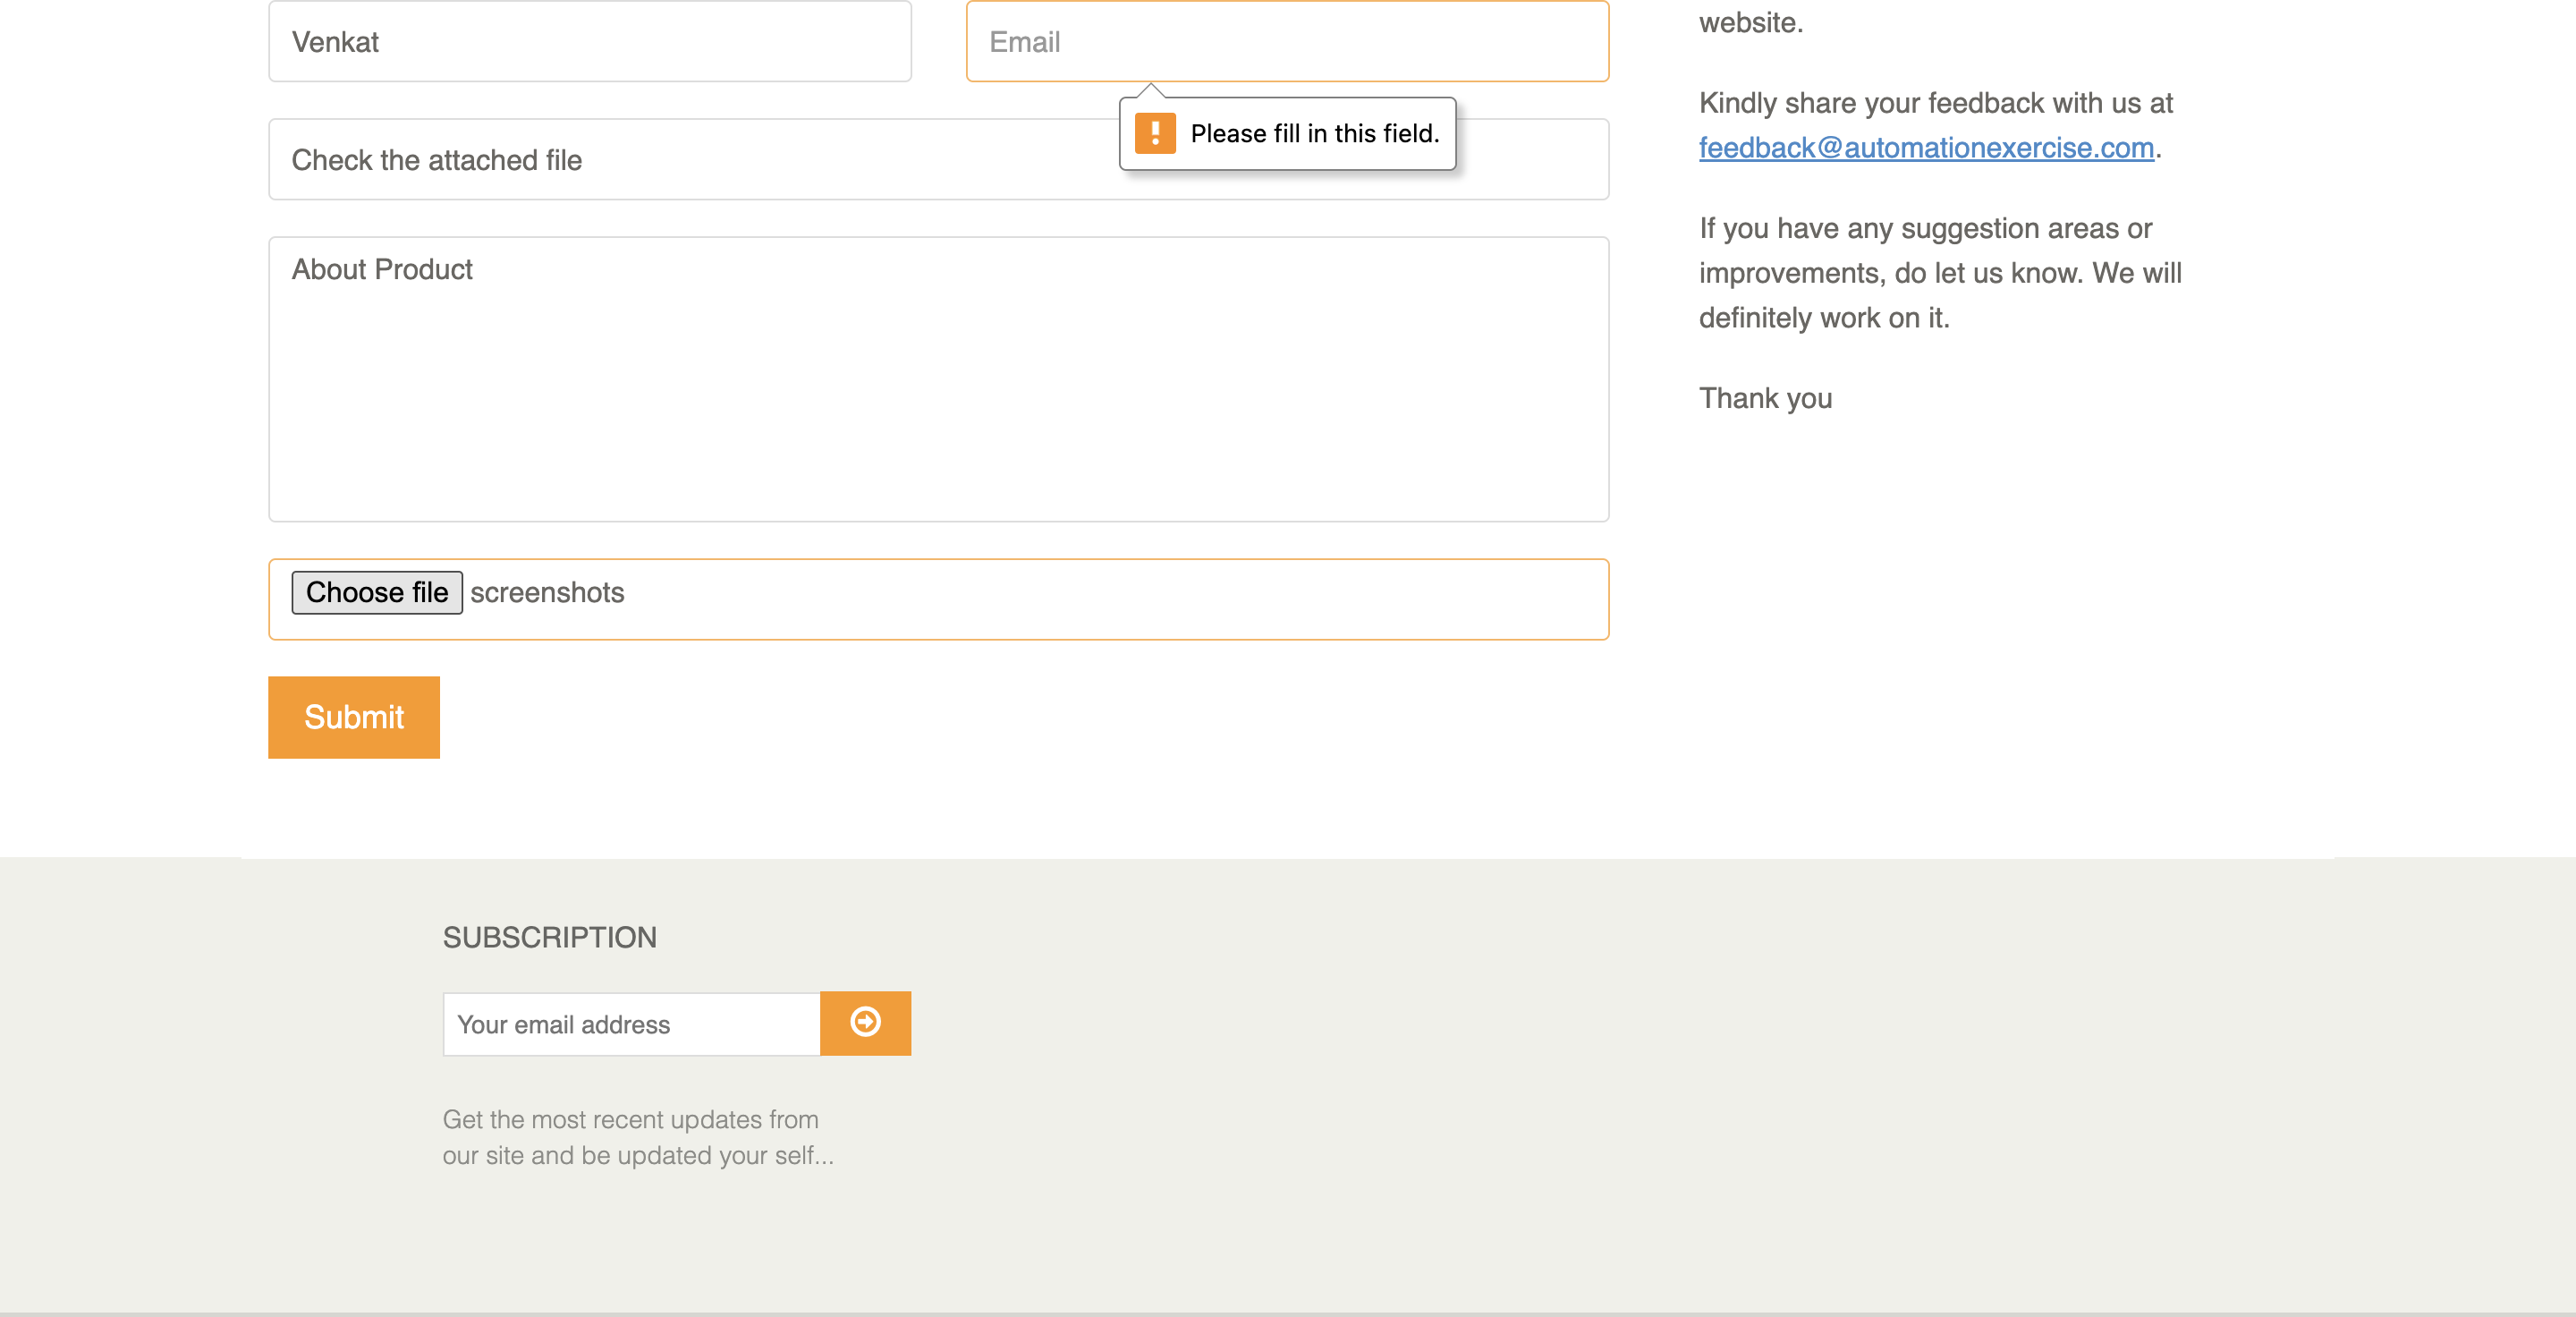 Venkat
Email
Please fill in this field.
Check the attached file
About Product
Choose file screenshots
Submit
website.
Kindly share your feedback with us at
feedback@automationexercise.com.
If you have any suggestion areas or
improvements, do let us know. We will
definitely work on it.
Thank you
SUBSCRIPTION
Your email address
Get the most recent updates from
our site and be updated your self...